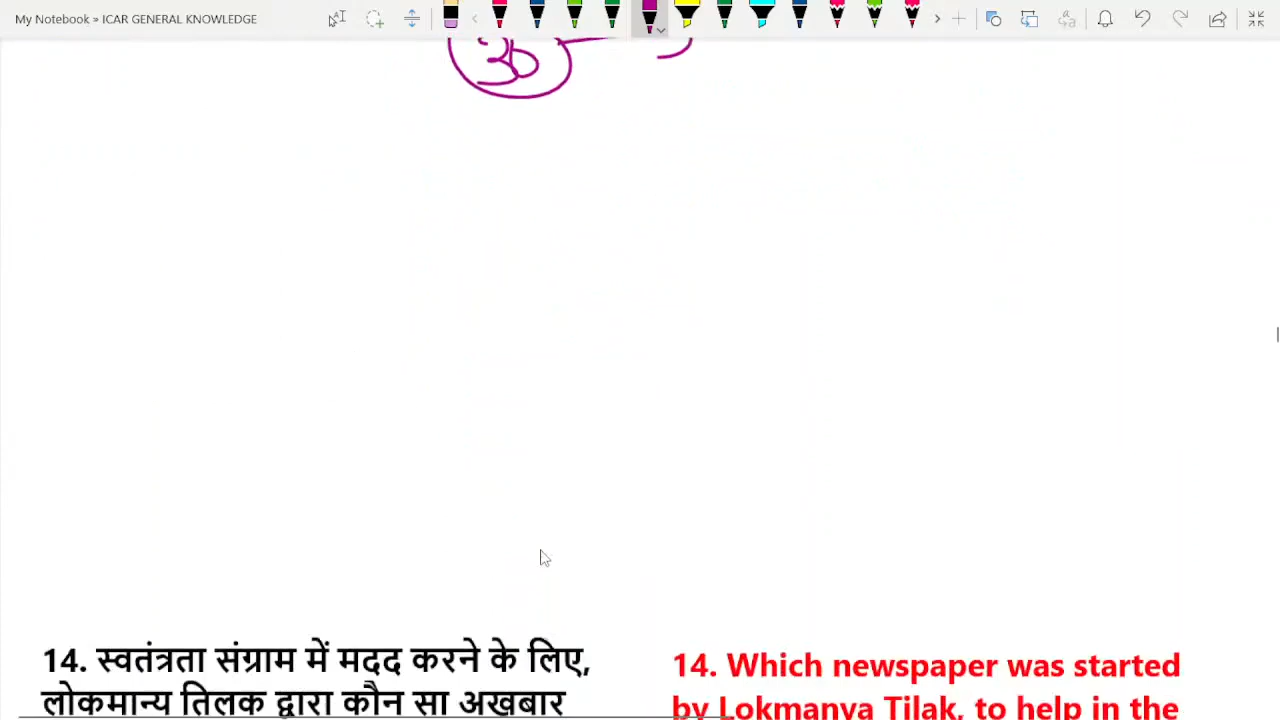 My Notebook » ICAR GENERAL KNOWLEDGE
14. स्वतंत्रता संग्राम में मदद करने के लिए,
लोकमान्य तिलक द्वारा कौन सा अखबार
14. Which newspaper was started
by Lokmanya Tilak, to help in the